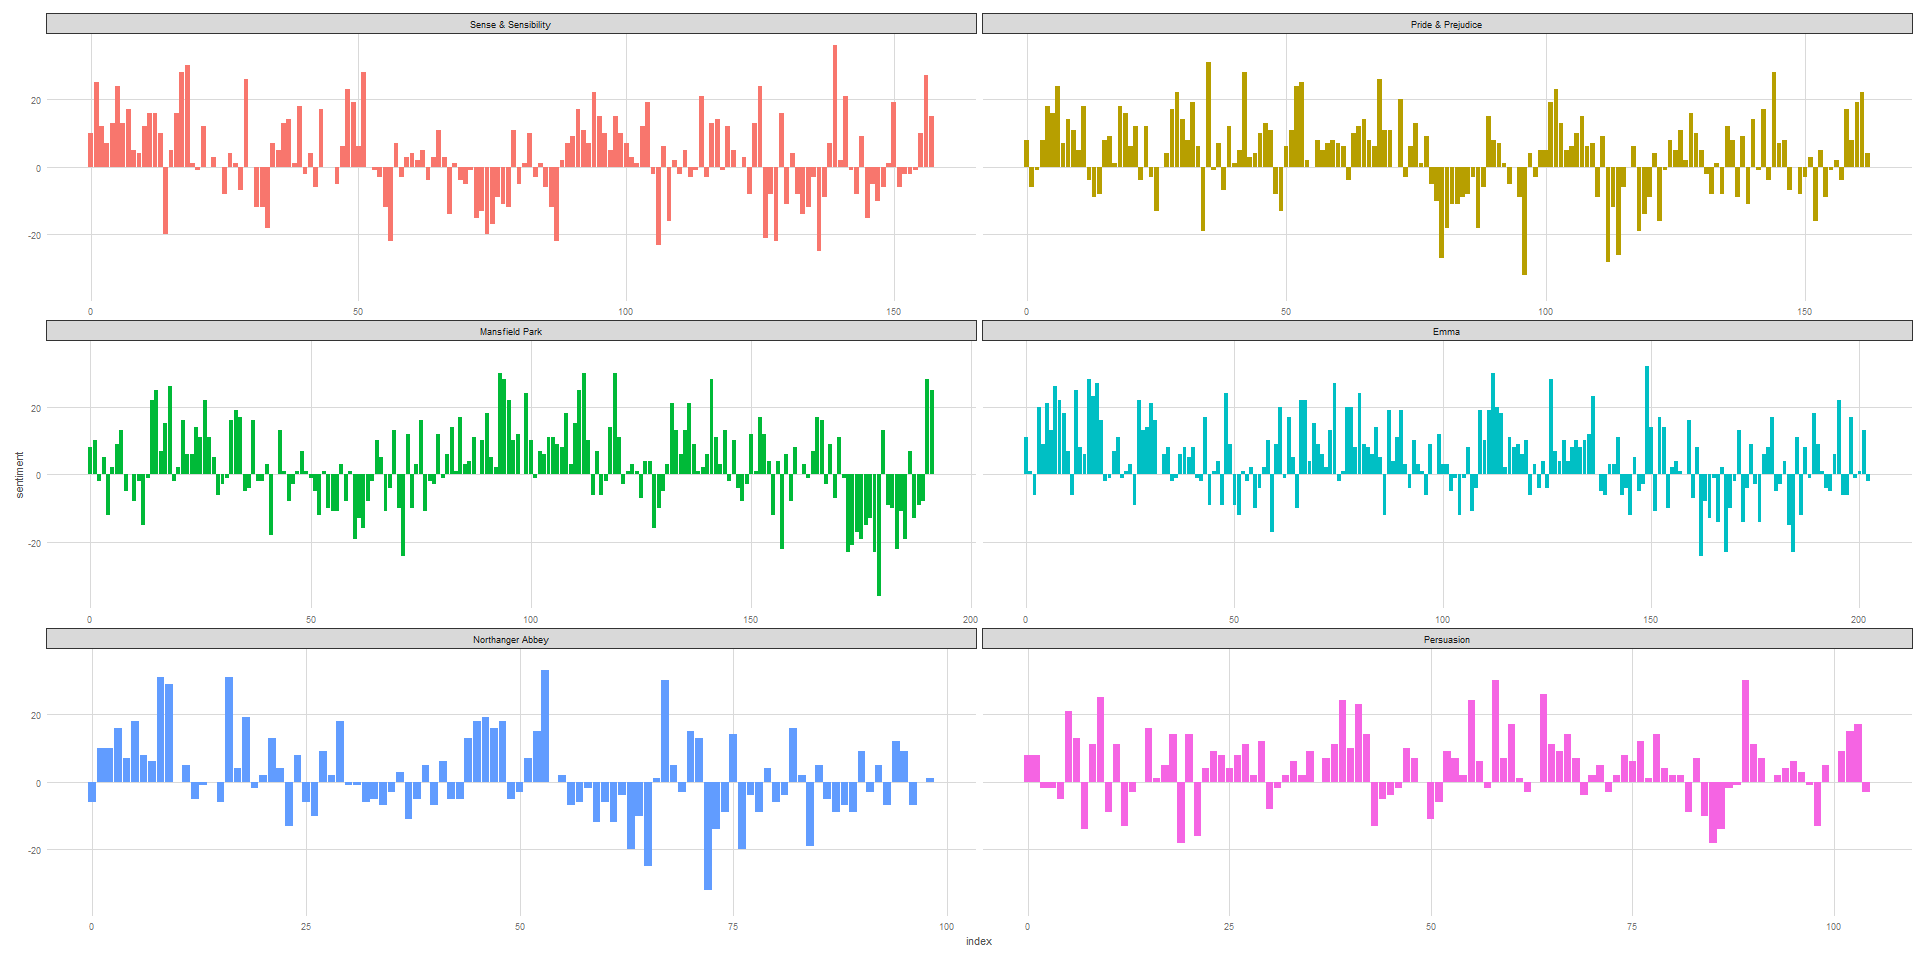 Sense & Sensibility
Pride & Prejudice
20
0
-20
0 50 100 150
0 50 100 150
Mansfield Park
Emma
20
0
-20
0 50 100 150 200
0 50 100 150 200
Northanger Abbey
Persuasion
20
0
-20
0 25 50 75 100
0 25 50 75 100
sentiment
index